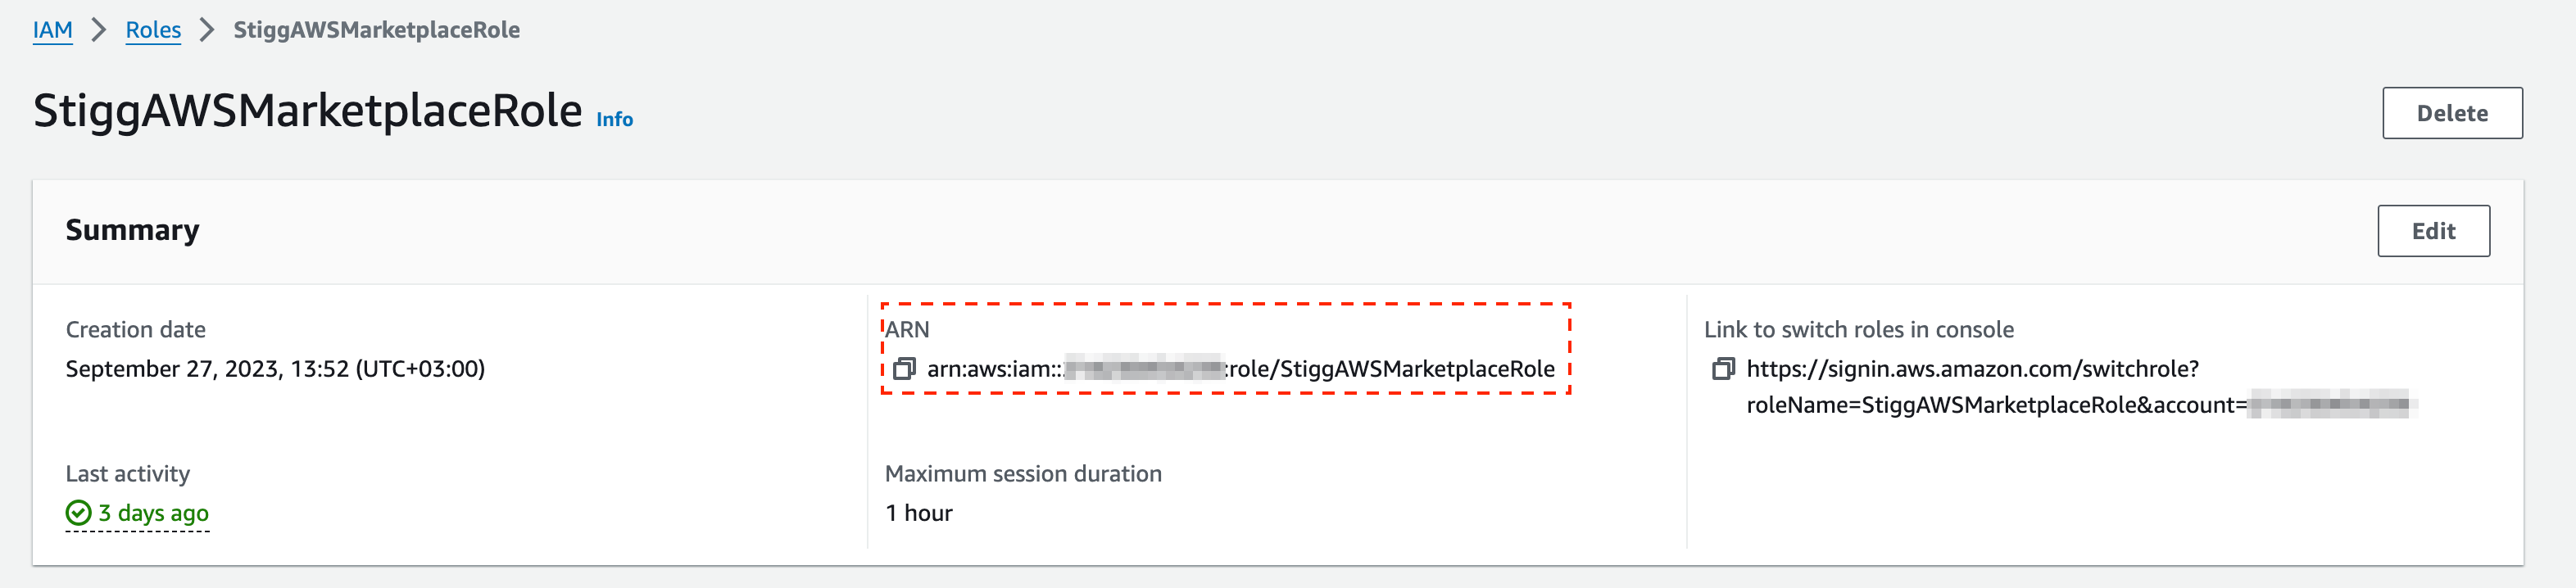 IAM > Roles > StiggAWSMarketplaceRole
StiggAWSMarketplaceRole Info
Delete
Summary
Edit
Creation date
September 27, 2023, 13:52 (UTC+03:00)
ARN
arn:aws:iam:: :role/StiggAWSMarketplaceRole
Link to switch roles in console
https://signin.aws.amazon.com/switchrole?
roleName=StiggAWSMarketplaceRole&account=
Last activity
3 days ago
Maximum session duration
1 hour